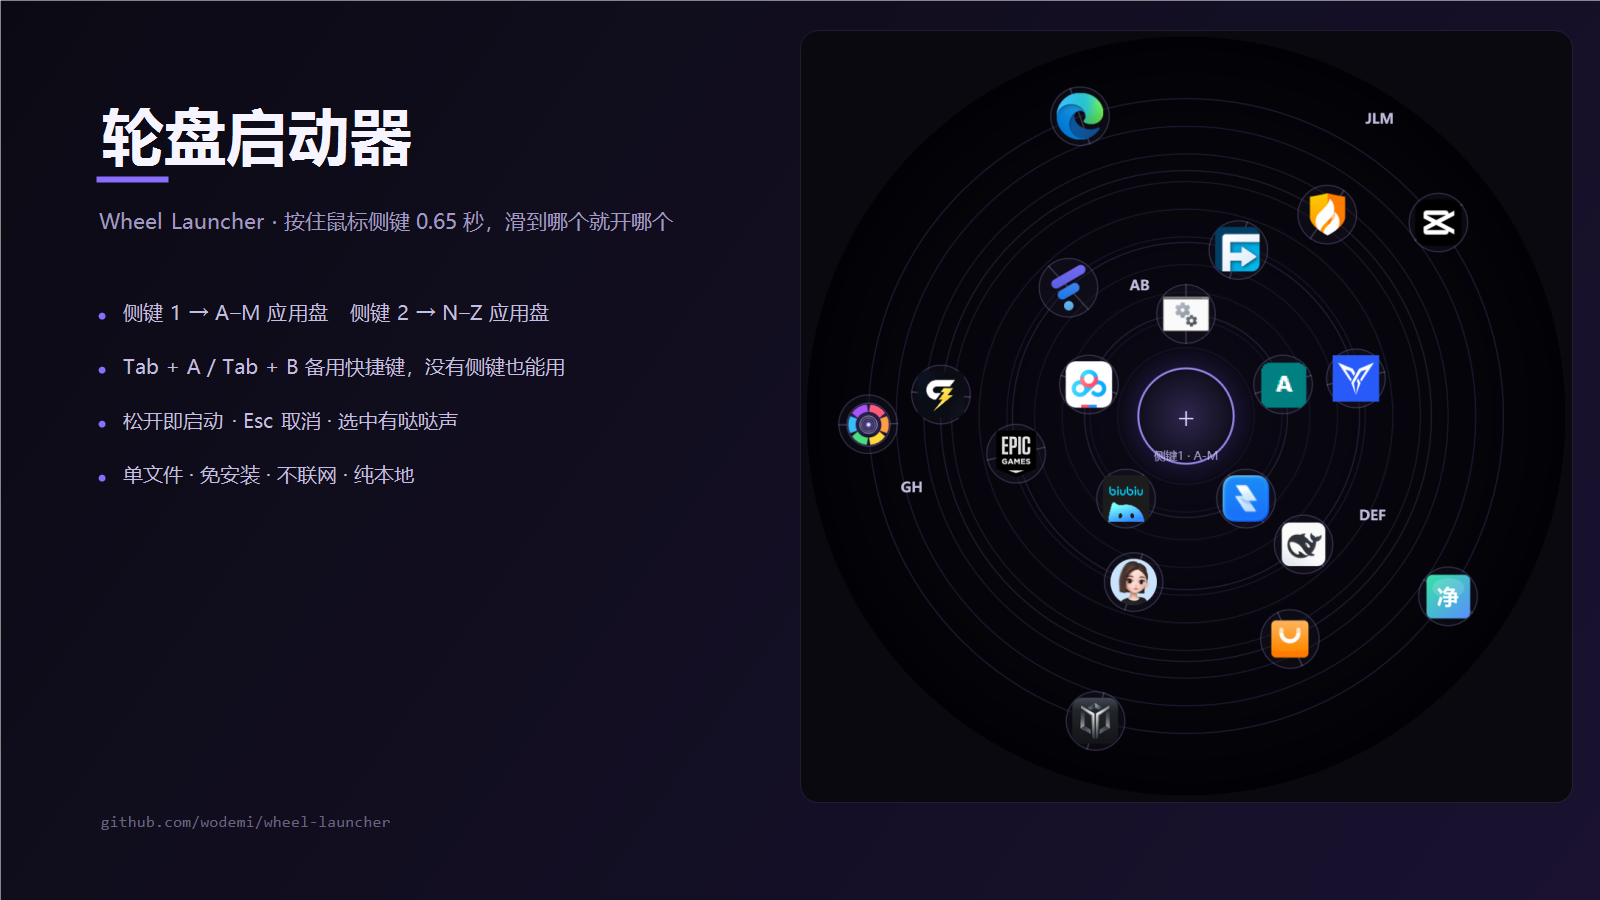 轮盘启动器
Wheel Launcher · 按住鼠标侧键 0.65 秒，滑到哪个就开哪个
侧键 1 → A–M 应用盘　侧键 2 → N–Z 应用盘
Tab + A / Tab + B 备用快捷键，没有侧键也能用
松开即启动 · Esc 取消 · 选中有哒哒声
单文件 · 免安装 · 不联网 · 纯本地
github.com/wodemi/wheel-launcher
JLM
AB
A
EPIC
GAMES
侧键1 · A-M
GH
biubiu
DEF
净